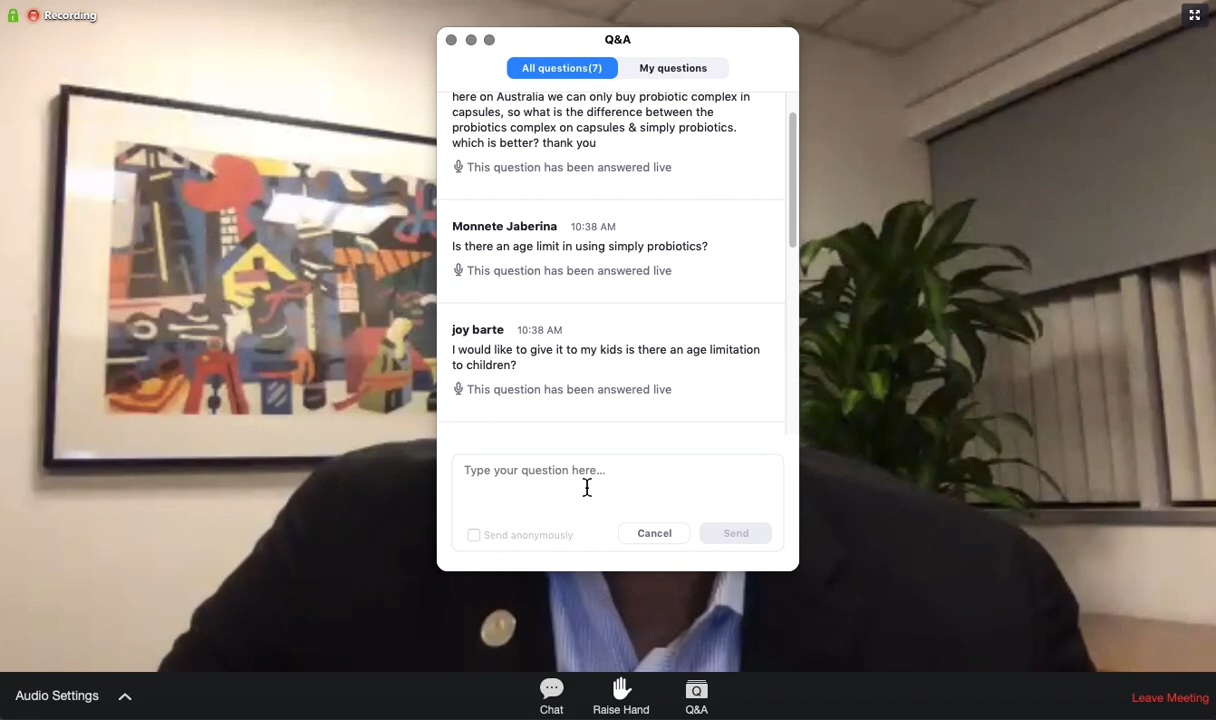 Recording
Q&A
All questions(7) My questions
here on Australia we can only buy probiotic complex in
capsules, so what is the difference between the
probiotics complex on capsules & simply probiotics.
which is better? thank you
This question has been answered live
Monnete Jaberina 10:38 AM
Is there an age limit in using simply probiotics?
This question has been answered live
joy barte 10:38 AM
I would like to give it to my kids is there an age limitation
to children?
This question has been answered live
Type your question here...
Send anonymously Cancel Send
Audio Settings Chat Raise Hand Q&A Leave Meeting